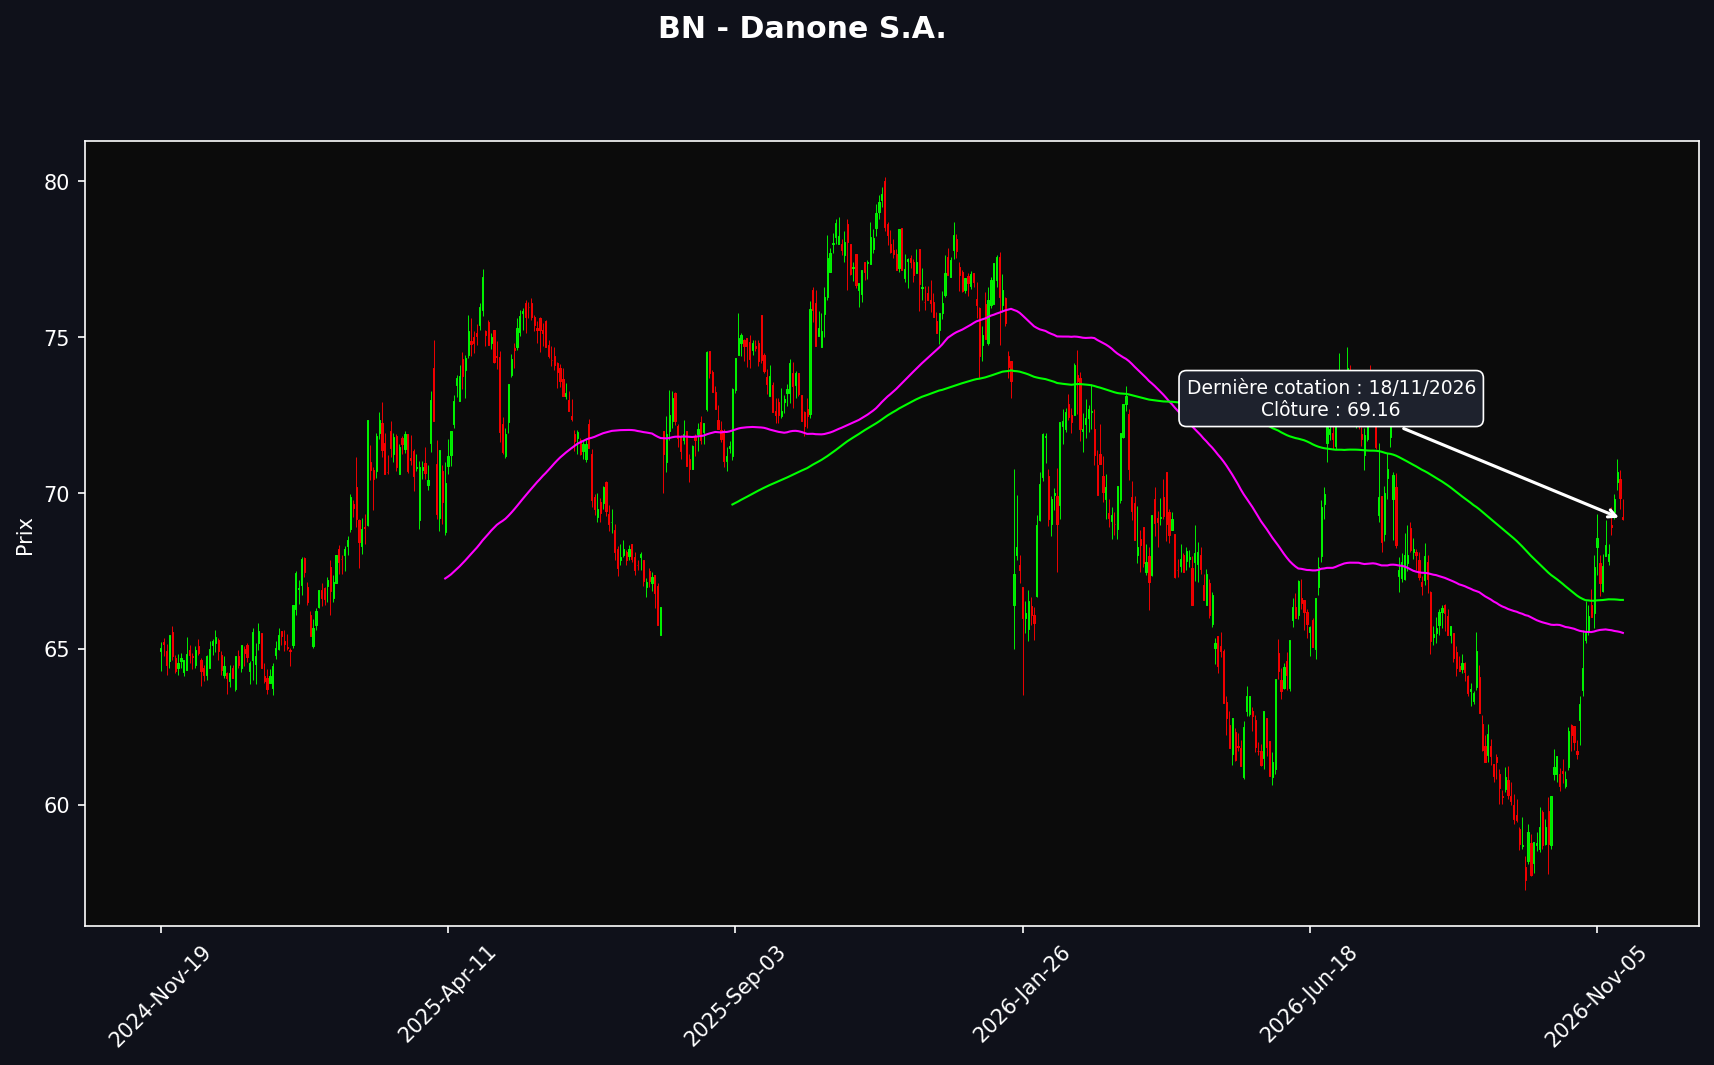 BN - Danone S.A.
Prix
80
75
70
65
60
Dernière cotation : 18/11/2026
Clôture : 69.16
2024-Nov-19
2025-Apr-11
2025-Sep-03
2026-Jan-26
2026-Jun-18
2026-Nov-05